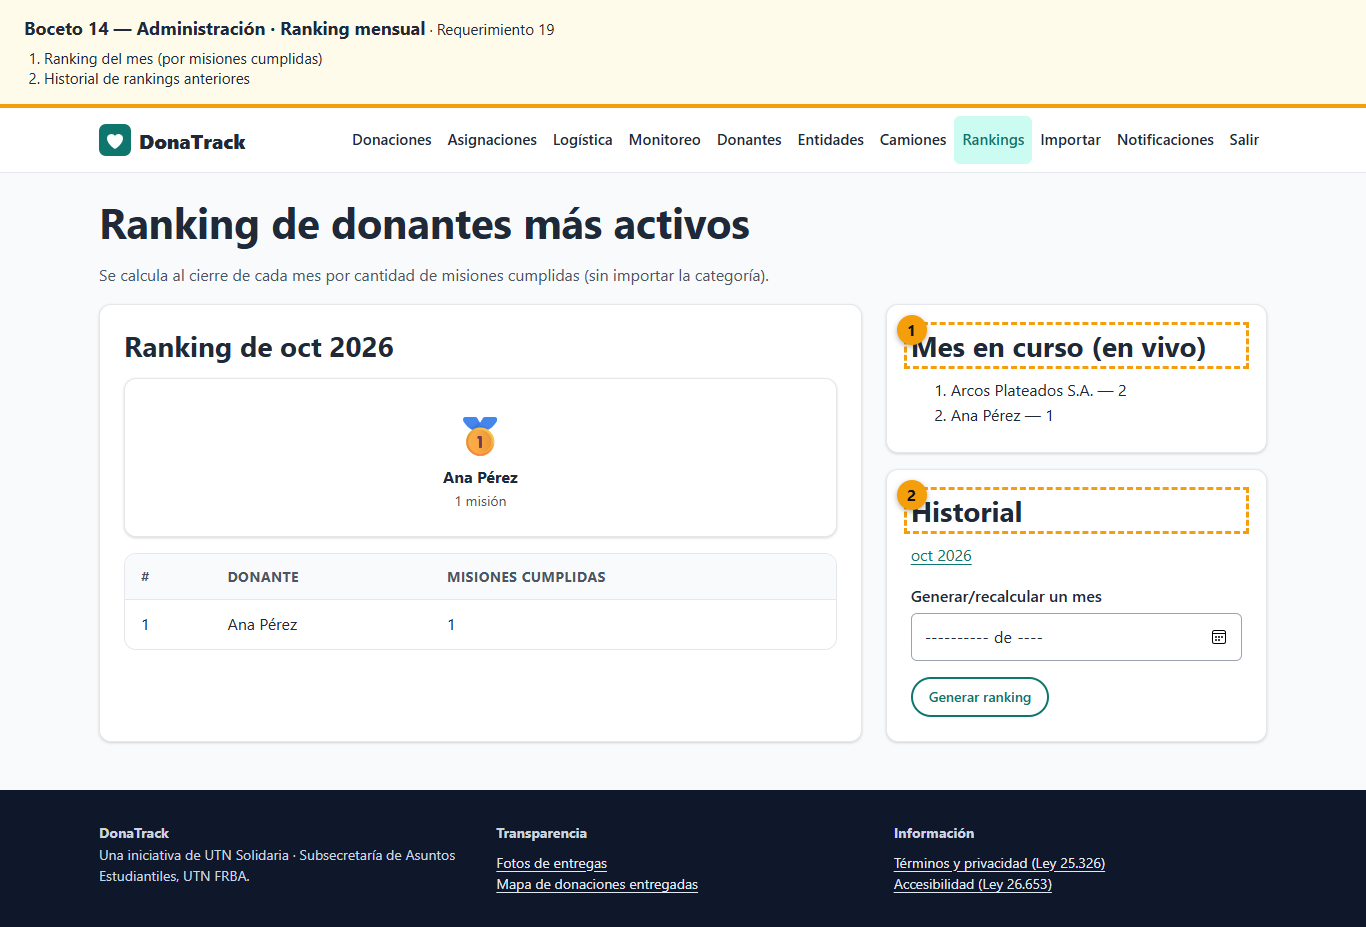 Boceto 14 — Administración · Ranking mensual · Requerimiento 19
1. Ranking del mes (por misiones cumplidas)
2. Historial de rankings anteriores
DonaTrack
Donaciones Asignaciones Logística Monitoreo Donantes Entidades Camiones Rankings Importar Notificaciones Salir
Ranking de donantes más activos
Se calcula al cierre de cada mes por cantidad de misiones cumplidas (sin importar la categoría).
Ranking de oct 2026
1
Ana Pérez
1 misión
# DONANTE MISIONES CUMPLIDAS
1 Ana Pérez 1
1
Mes en curso (en vivo)
1. Arcos Plateados S.A. — 2
2. Ana Pérez — 1
2
Historial
oct 2026
Generar/recalcular un mes
---------- de ----
Generar ranking
DonaTrack
Una iniciativa de UTN Solidaria · Subsecretaría de Asuntos
Estudiantiles, UTN FRBA.
Transparencia
Fotos de entregas
Mapa de donaciones entregadas
Información
Términos y privacidad (Ley 25.326)
Accesibilidad (Ley 26.653)